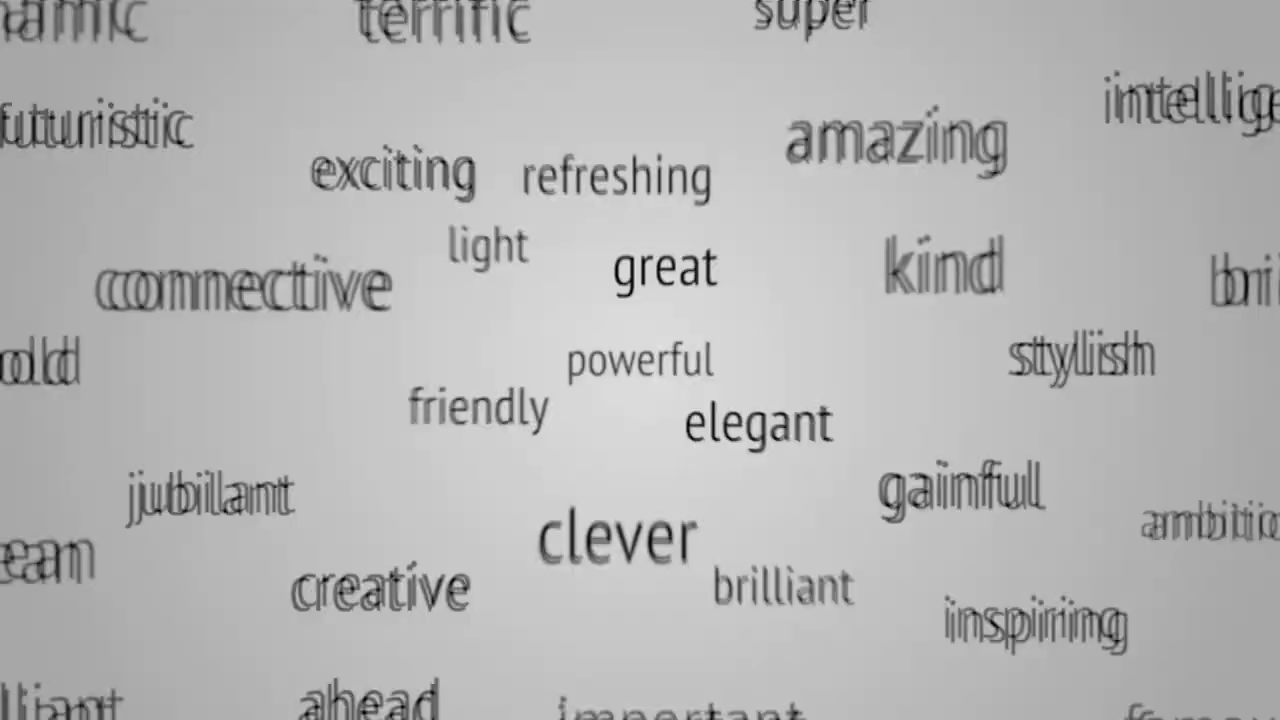 terrific
super
futuristic
exciting
refreshing
amazing
light
great
kind
connective
powerful
stylish
friendly
elegant
jubilant
gainful
clever
creative
brilliant
inspiring
ahead
important